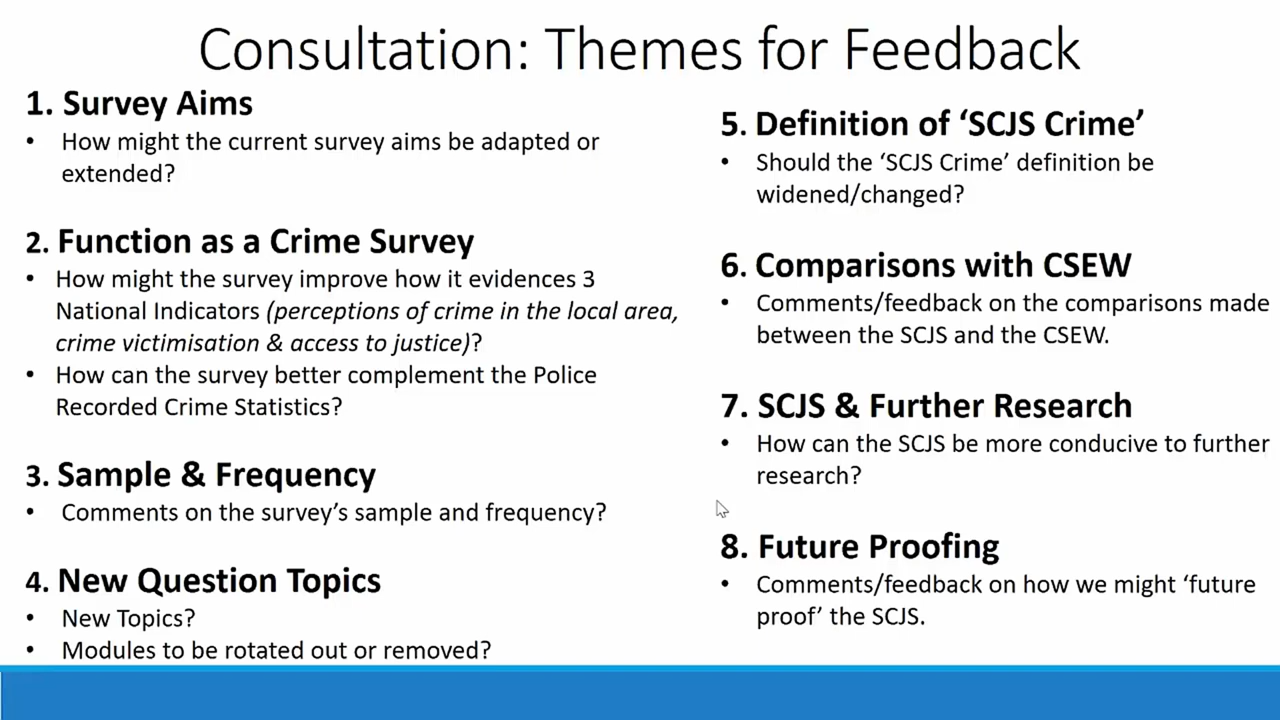 Consultation: Themes for Feedback
1. Survey Aims
• How might the current survey aims be adapted or
extended?
2. Function as a Crime Survey
• How might the survey improve how it evidences 3
National Indicators (perceptions of crime in the local area,
crime victimisation & access to justice)?
• How can the survey better complement the Police
Recorded Crime Statistics?
3. Sample & Frequency
• Comments on the survey’s sample and frequency?
4. New Question Topics
• New Topics?
• Modules to be rotated out or removed?
5. Definition of ‘SCJS Crime’
• Should the ‘SCJS Crime’ definition be
widened/changed?
6. Comparisons with CSEW
• Comments/feedback on the comparisons made
between the SCJS and the CSEW.
7. SCJS & Further Research
• How can the SCJS be more conducive to further
research?
8. Future Proofing
• Comments/feedback on how we might ‘future
proof’ the SCJS.